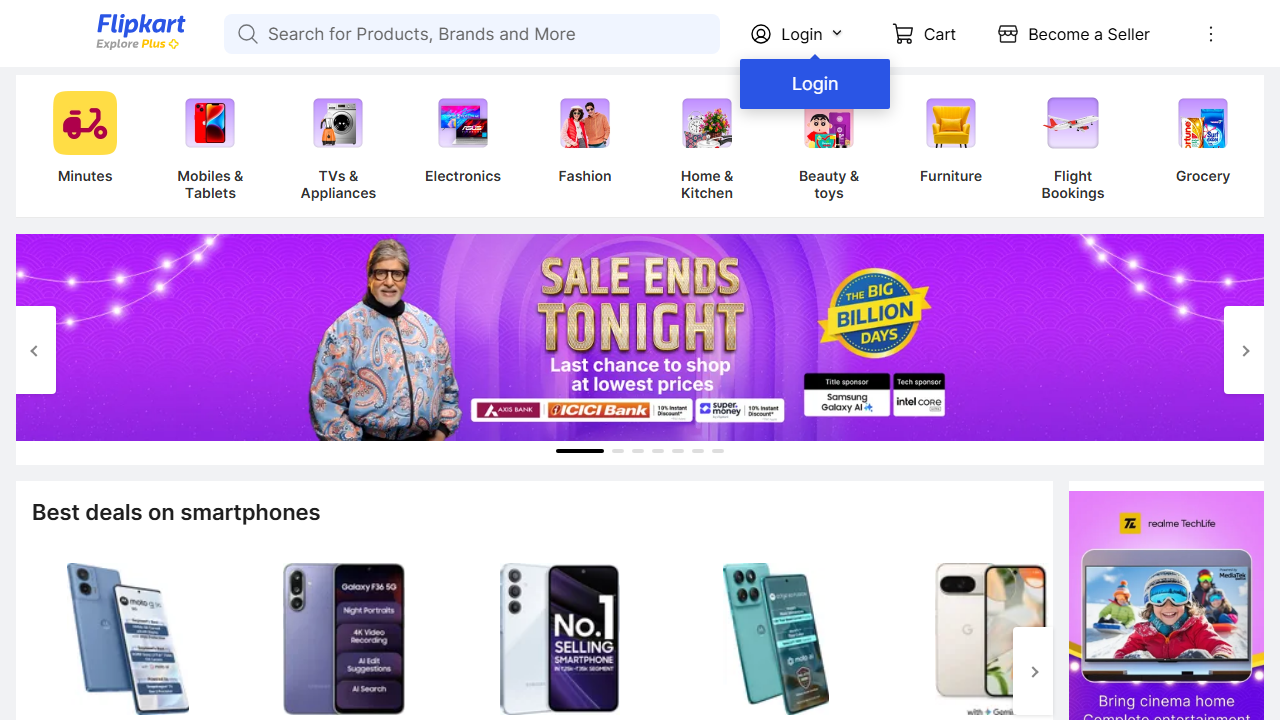 Flipkart
Explore Plus
Search for Products, Brands and More
Login
Cart
Become a Seller
Login
Minutes
Mobiles &
Tablets
TVs &
Appliances
Electronics
Fashion
Home &
Kitchen
Beauty &
toys
Furniture
Flight
Bookings
Grocery
SALE ENDS
TONIGHT
Last chance to shop
at lowest prices
AXIS BANK
ICICI Bank
10% Instant
Discount*
super.
money
10% Instant
Discount*
THE BIG
BILLION
DAYS
Title sponsor
Samsung
Galaxy AI
Tech sponsor
intel CORE
Best deals on smartphones
Galaxy F36 5G
Night Portraits
4K Video
Recording
AI Edit
Suggestions
AI Search
No.1
SELLING
SMARTPHONE
TL realme TechLife
MediaTek
Bring cinema home
Complete entertainment